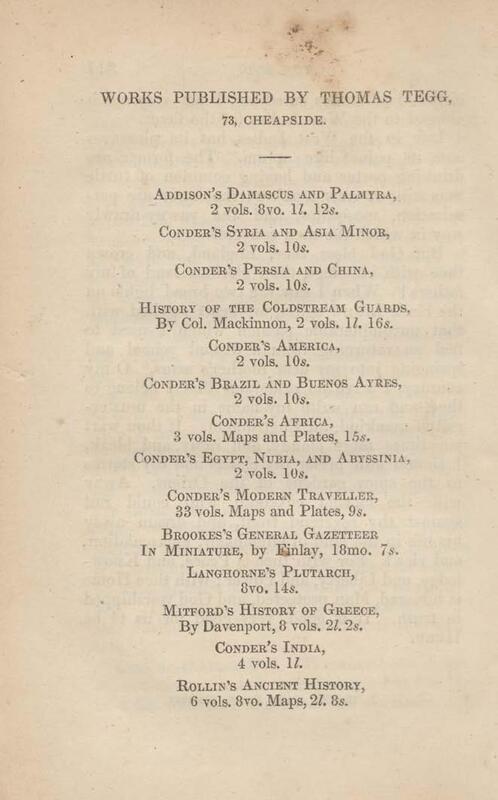 WORKS PUBLISHED BY THOMAS TEGG,
73, CHEAPSIDE.
ADDISON'S DAMASCUS AND PALMYRA,
2 vols. 8vo. 1l. 12s.
CONDER'S SYRIA AND ASIA MINOR,
2 vols. 10s.
CONDER'S PERSIA AND CHINA,
2 vols. 10s.
HISTORY OF THE COLDSTREAM GUARDS,
By Col. Mackinnon, 2 vols. 1l. 16s.
CONDER'S AMERICA,
2 vols. 10s.
CONDER'S BRAZIL AND BUENOS AYRES,
2 vols. 10s.
CONDER'S AFRICA,
3 vols. Maps and Plates, 15s.
CONDER'S EGYPT, NUBIA, AND ABYSSINIA,
2 vols. 10s.
CONDER'S MODERN TRAVELLER,
33 vols. Maps and Plates, 9s.
BROOKES'S GENERAL GAZETTEER
IN MINIATURE, by Finlay, 18mo. 7s.
LANGHORNE'S PLUTARCH,
8vo. 14s.
MITFORD'S HISTORY OF GREECE,
By Davenport, 8 vols. 2l. 2s.
CONDER'S INDIA,
4 vols. 1l.
ROLLIN'S ANCIENT HISTORY,
6 vols. 8vo. Maps, 2l. 8s.